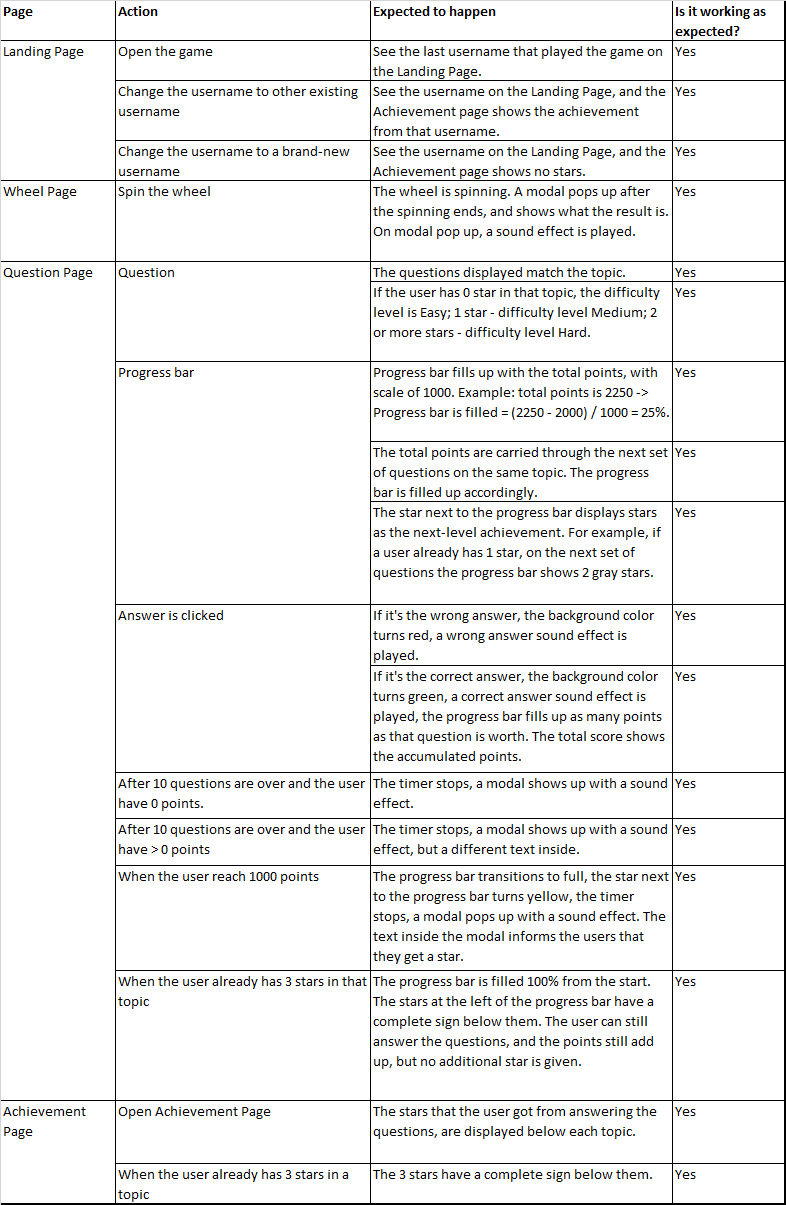 Page Action Expected to happen Is it working as
expected?
Landing Page Open the game See the last username that played the game on Yes
the Landing Page.
Change the username to other existing See the username on the Landing Page, and the Yes
username Achievement page shows the achievement
from that username.
Change the username to a brand-new See the username on the Landing Page, and the Yes
username Achievement page shows no stars.
Wheel Page Spin the wheel The wheel is spinning. A modal pops up after Yes
the spinning ends, and shows what the result is.
On modal pop up, a sound effect is played.
Question Page Question The questions displayed match the topic. Yes
If the user has 0 star in that topic, the difficulty Yes
level is Easy; 1 star - difficulty level Medium; 2
or more stars - difficulty level Hard.
Progress bar Progress bar fills up with the total points, with Yes
scale of 1000. Example: total points is 2250 ->
Progress bar is filled = (2250 - 2000) / 1000 = 25%.
The total points are carried through the next set Yes
of questions on the same topic. The progress
bar is filled up accordingly.
The star next to the progress bar displays stars Yes
as the next-level achievement. For example, if
a user already has 1 star, on the next set of
questions the progress bar shows 2 gray stars.
Answer is clicked If it's the wrong answer, the background color Yes
turns red, a wrong answer sound effect is
played.
If it's the correct answer, the background color Yes
turns green, a correct answer sound effect is
played, the progress bar fills up as many points
as that question is worth. The total score shows
the accumulated points.
After 10 questions are over and the user The timer stops, a modal shows up with a sound Yes
have 0 points. effect.
After 10 questions are over and the user The timer stops, a modal shows up with a sound Yes
have > 0 points effect, but a different text inside.
When the user reach 1000 points The progress bar transitions to full, the star next Yes
to the progress bar turns yellow, the timer
stops, a modal pops up with a sound effect. The
text inside the modal informs the users that
they get a star.
When the user already has 3 stars in that The progress bar is filled 100% from the start. Yes
topic The stars at the left of the progress bar have a
complete sign below them. The user can still
answer the questions, and the points still add
up, but no additional star is given.
Achievement Open Achievement Page The stars that the user got from answering the Yes
Page questions, are displayed below each topic.
When the user already has 3 stars in a The 3 stars have a complete sign below them. Yes
topic